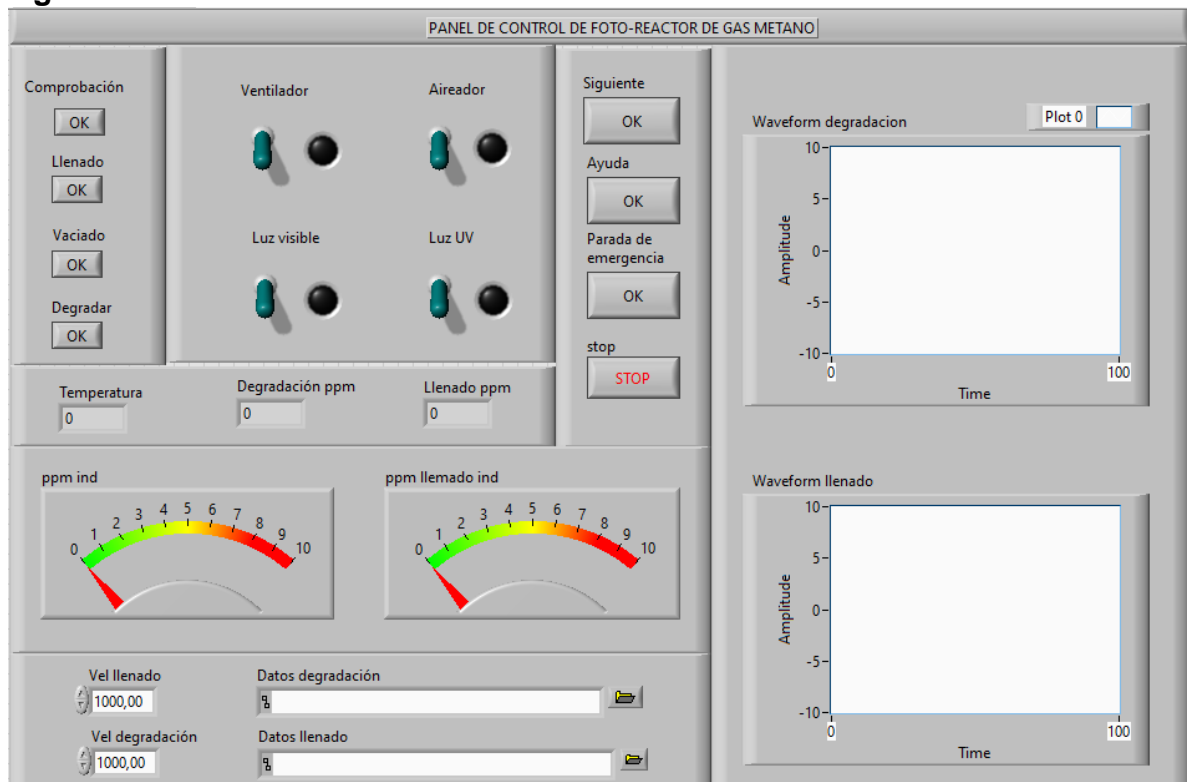 PANEL DE CONTROL DE FOTO-REACTOR DE GAS METANO
Comprobación
OK
Llenado
OK
Vaciado
OK
Degradar
OK
Ventilador
Aireador
Luz visible
Luz UV
Siguiente
OK
Ayuda
OK
Parada de
emergencia
OK
stop
STOP
Temperatura
0
Degradación ppm
0
Llenado ppm
0
ppm ind
0 1 2 3 4 5 6 7 8 9 10
ppm llemado ind
0 1 2 3 4 5 6 7 8 9 10
Vel llenado
1000,00
Datos degradación
Vel degradación
1000,00
Datos llenado
Waveform degradacion
Plot 0
Amplitude
10
5
0
-5
-10
0 100
Time
Waveform llenado
Amplitude
10
5
0
-5
-10
0 100
Time